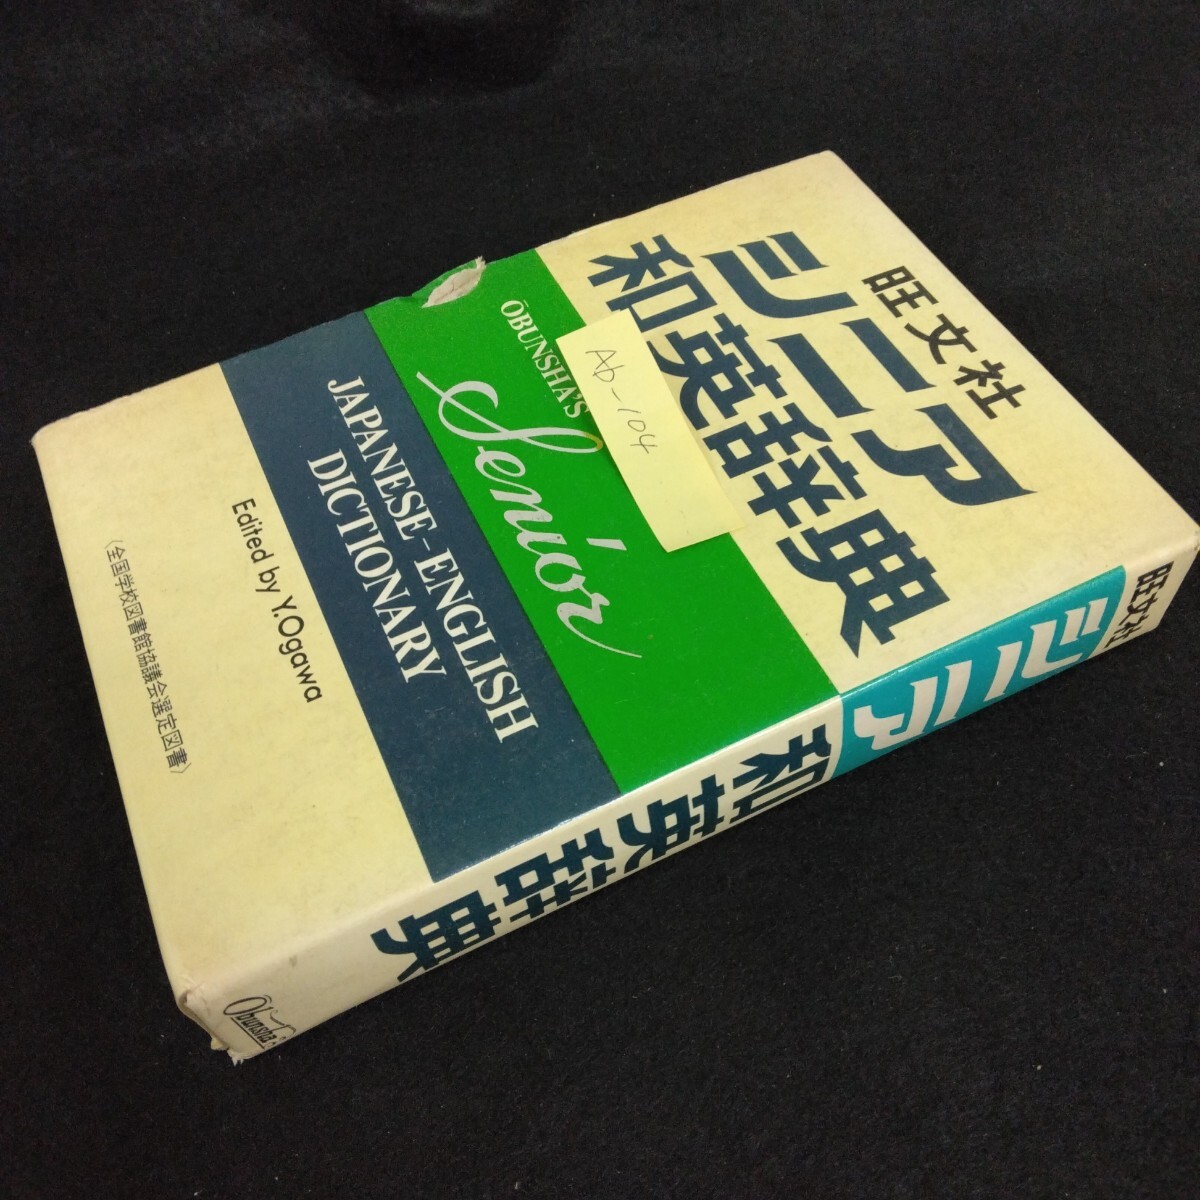 旺文社
シニア
和英辞典
ŌBUNSHA'S
Senior
JAPANESE-ENGLISH
DICTIONARY
Edited by Y.Ogawa
〈全国学校図書館協議会選定図書〉
Ab-104
旺文社
シニア
和英辞典
Obunsha